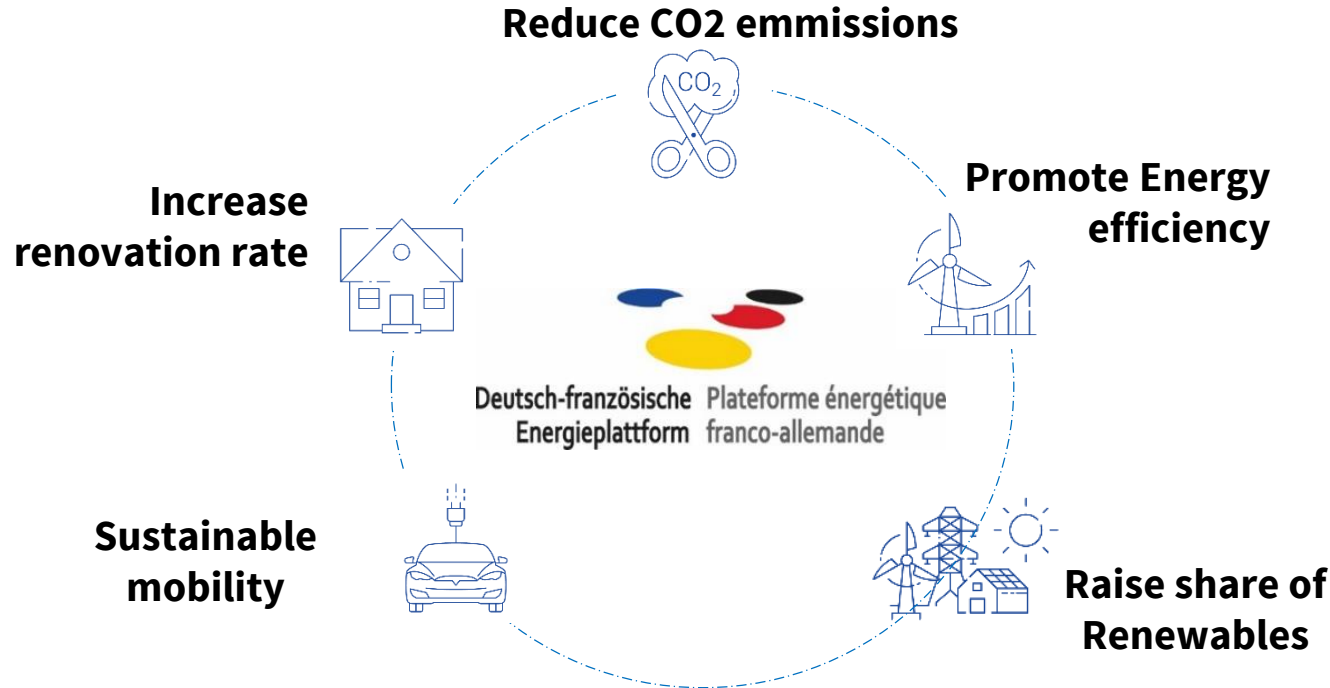 Reduce CO2 emmissions
CO₂
Promote Energy
efficiency
Increase
renovation rate
Deutsch-französische Plateforme énergétique
Energieplattform franco-allemande
Sustainable
mobility
Raise share of
Renewables